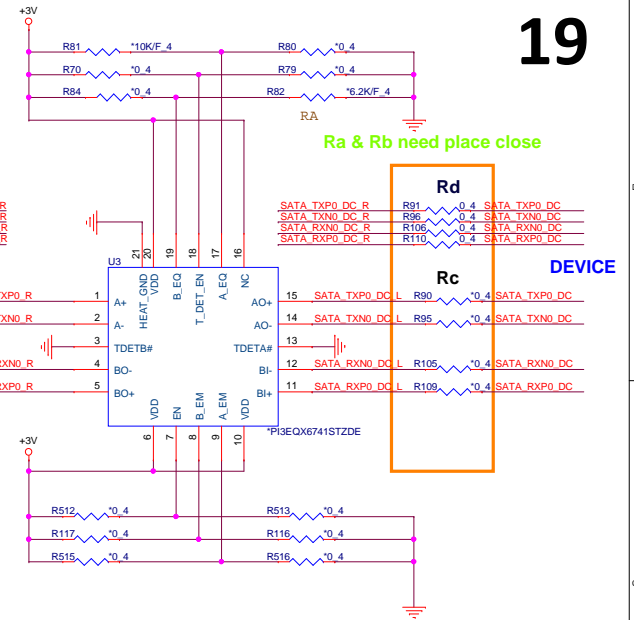 +3V
19
R81 *10K/F_4 R80 *0_4
R70 *0_4 R79 *0_4
R84 *0_4 R82 *6.2K/F_4
RA
Ra & Rb need place close
Rd
R SATA_TXP0_DC_R R91 0_4 SATA_TXP0_DC
R SATA_TXN0_DC_R R96 0_4 SATA_TXN0_DC
R SATA_RXN0_DC_R R106 0_4 SATA_RXN0_DC
R SATA_RXP0_DC_R R110 0_4 SATA_RXP0_DC
21 20 19 18 17 16
U3
HEAT_GND VDD B_EQ T_DET_EN A_EQ NC
Rc
DEVICE
XP0_R 1 A+ AO+ 15 SATA_TXP0_DC_L R90 *0_4 SATA_TXP0_DC
XN0_R 2 A- AO- 14 SATA_TXN0_DC_L R95 *0_4 SATA_TXN0_DC
3 TDETB# TDETA# 13
RXN0_R 4 BO- BI- 12 SATA_RXN0_DC_L R105 *0_4 SATA_RXN0_DC
RXP0_R 5 BO+ BI+ 11 SATA_RXP0_DC_L R109 *0_4 SATA_RXP0_DC
VDD EN B_EM A_EM VDD
6 7 8 9 10
*PI3EQX6741STZDE
+3V
R512 *0_4 R513 *0_4
R117 *0_4 R116 *0_4
R515 *0_4 R516 *0_4